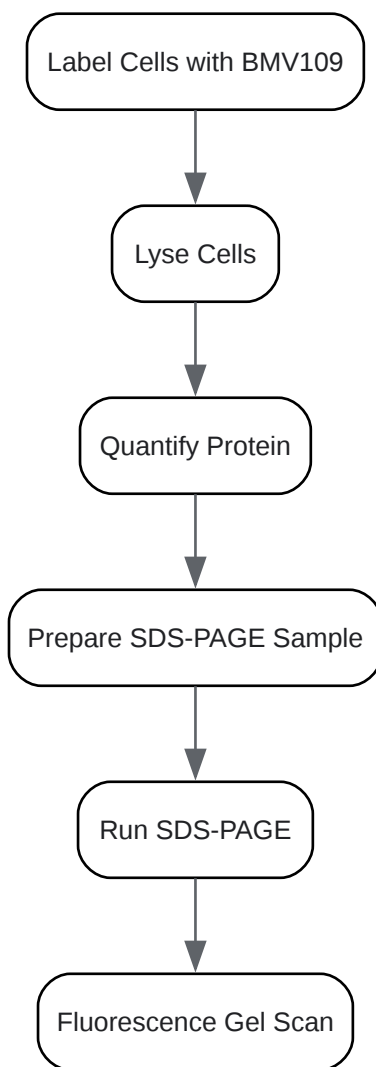 Label Cells with BMV109
Lyse Cells
Quantify Protein
Prepare SDS-PAGE Sample
Run SDS-PAGE
Fluorescence Gel Scan